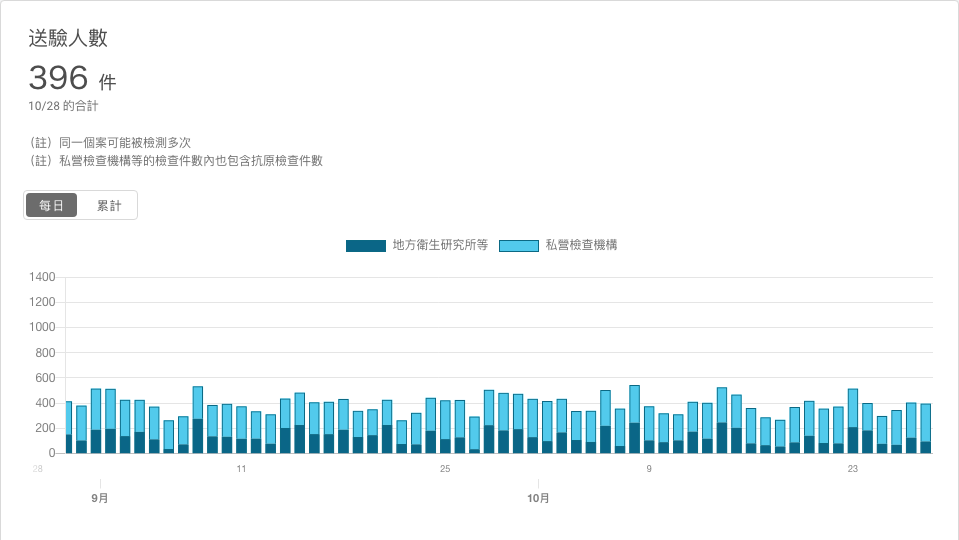 送驗人數
396 件
10/28 的合計
（註）同一個案可能被檢測多次
（註）私營檢查機構等的檢查件數內也包含抗原檢查件數
每日 累計
地方衛生研究所等 私營檢查機構
1400
1200
1000
800
600
400
200
0
28 11 25 9 23
9月 10月